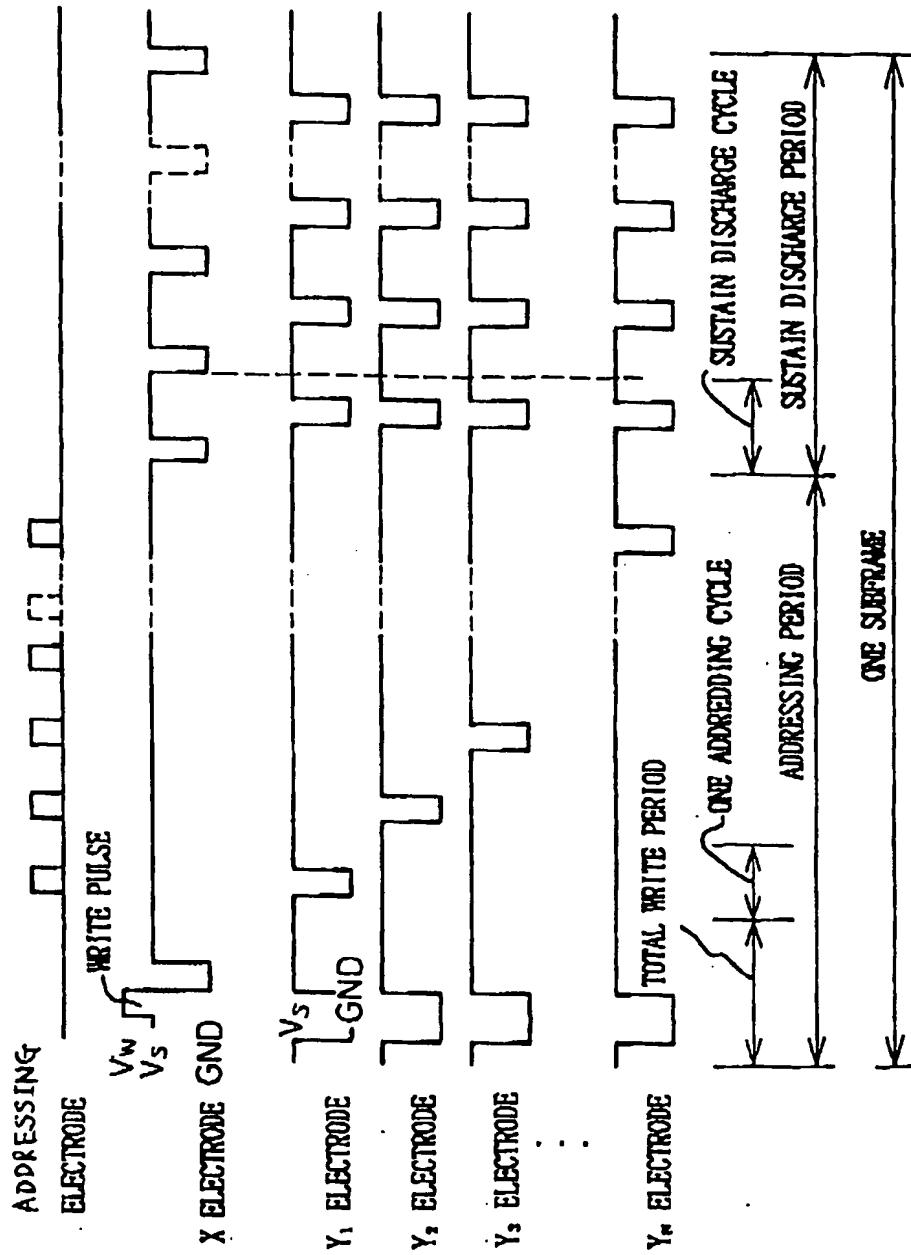 ADDRESSING
ELECTRODE
WRITE PULSE
Vw
Vs
X ELECTRODE GND
Vs
Y₁ ELECTRODE GND
Y₂ ELECTRODE
Y₃ ELECTRODE
...
Yɴ ELECTRODE
TOTAL WRITE PERIOD
ONE ADDREDDING CYCLE
SUSTAIN DISCHARGE CYCLE
ADDRESSING PERIOD
SUSTAIN DISCHARGE PERIOD
ONE SUBFRAME